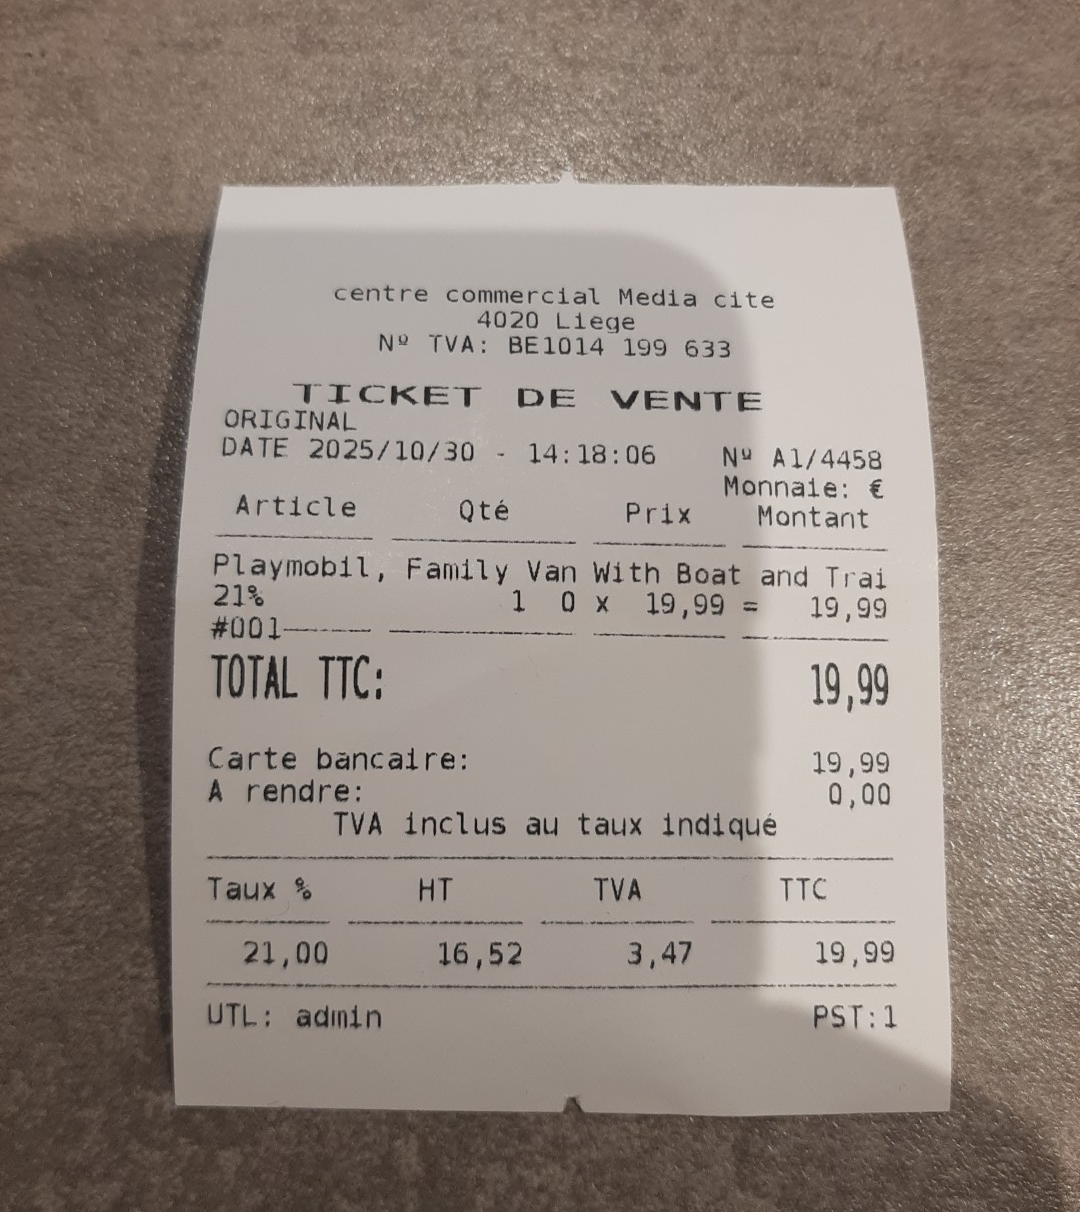 centre commercial Media cite
4020 Liege
Nº TVA: BE1014 199 633
TICKET DE VENTE
ORIGINAL
DATE 2025/10/30 - 14:18:06 Nº A1/4458
Monnaie: €
Article Qté Prix Montant
Playmobil, Family Van With Boat and Trai
21% 1 0 x 19,99 = 19,99
#001
TOTAL TTC: 19,99
Carte bancaire: 19,99
A rendre: 0,00
TVA inclus au taux indiqué
Taux % HT TVA TTC
21,00 16,52 3,47 19,99
UTL: admin PST:1